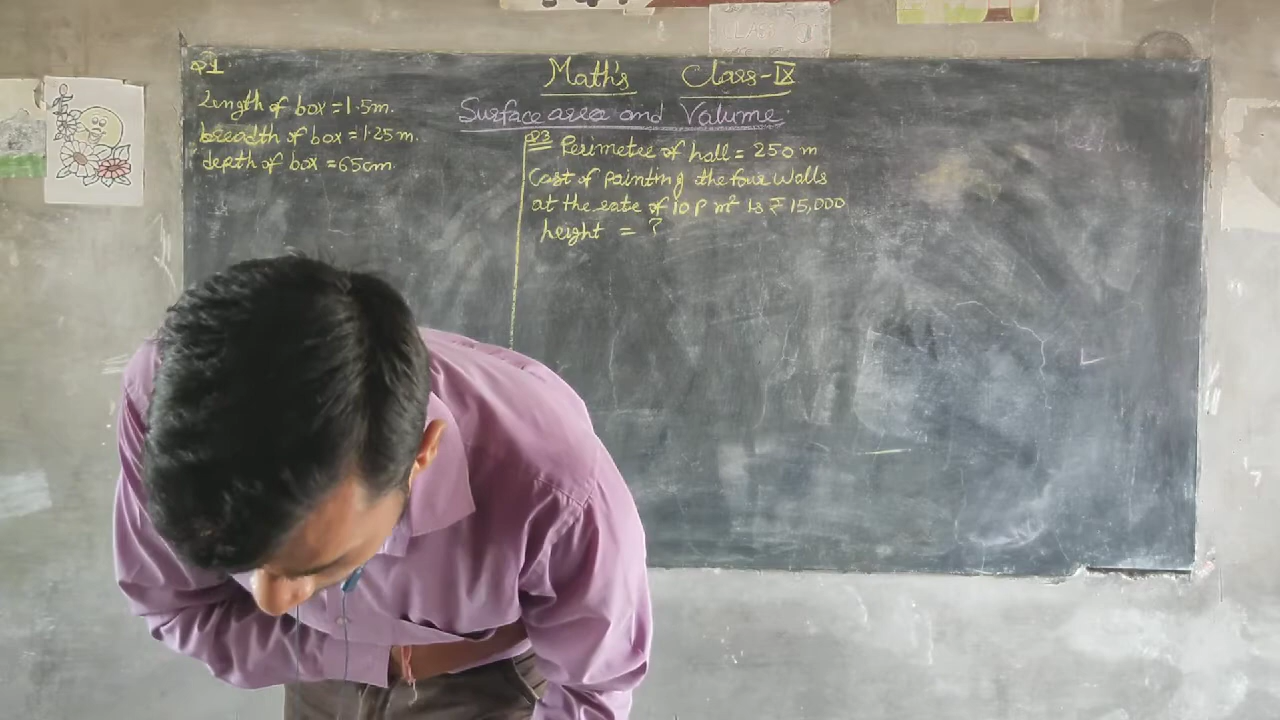 Math's Class-IX
Surface area and Volume:
Q1.
Length of box = 1.5m.
breadth of box = 1.25 m.
depth of box = 65cm.
Q3 Perimeter of hall = 250 m
Cost of painting the four walls
at the rate of 10 p m² is ₹ 15,000
height = ?